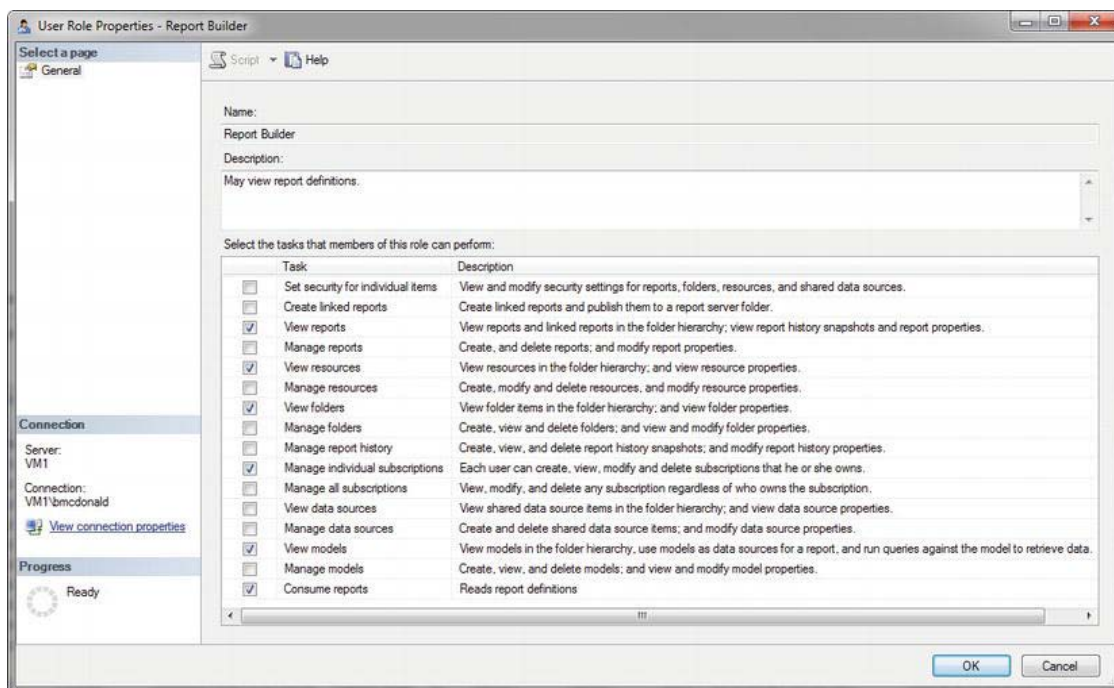 User Role Properties - Report Builder
Select a page
General
Script
Help
Name:
Report Builder
Description:
May view report definitions.
Select the tasks that members of this role can perform:
Task Description
Set security for individual items View and modify security settings for reports, folders, resources, and shared data sources.
Create linked reports Create linked reports and publish them to a report server folder.
View reports View reports and linked reports in the folder hierarchy; view report history snapshots and report properties.
Manage reports Create, and delete reports; and modify report properties.
View resources View resources in the folder hierarchy; and view resource properties.
Manage resources Create, modify and delete resources, and modify resource properties.
View folders View folder items in the folder hierarchy; and view folder properties.
Manage folders Create, view and delete folders; and view and modify folder properties.
Manage report history Create, view, and delete report history snapshots; and modify report history properties.
Manage individual subscriptions Each user can create, view, modify and delete subscriptions that he or she owns.
Manage all subscriptions View, modify, and delete any subscription regardless of who owns the subscription.
View data sources View shared data source items in the folder hierarchy; and view data source properties.
Manage data sources Create and delete shared data source items; and modify data source properties.
View models View models in the folder hierarchy, use models as data sources for a report, and run queries against the model to retrieve data.
Manage models Create, view, and delete models; and view and modify model properties.
Consume reports Reads report definitions
Connection
Server:
VM1
Connection:
VM1\bmcdonald
View connection properties
Progress
Ready
OK
Cancel